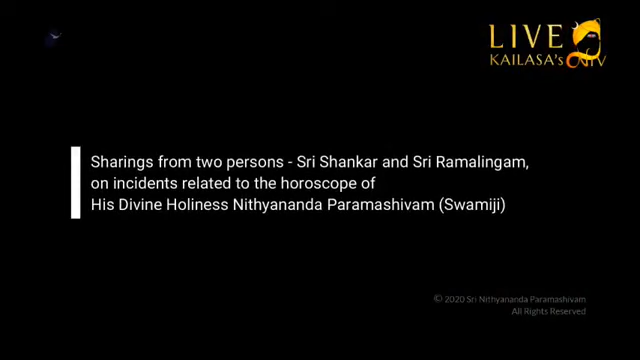 LIVE
KAILASA's NTV
Sharings from two persons - Sri Shankar and Sri Ramalingam,
on incidents related to the horoscope of
His Divine Holiness Nithyananda Paramashivam (Swamiji)
© 2020 Sri Nithyananda Paramashivam
All Rights Reserved